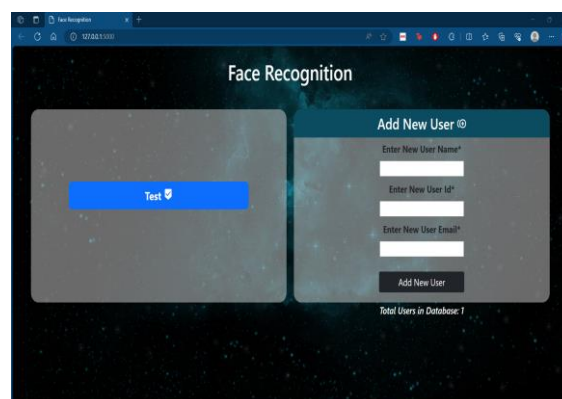 Face Recognition
127.0.0.1:5000
Face Recognition
Test
Add New User
Enter New User Name*
Enter New User Id*
Enter New User Email*
Add New User
Total Users in Database: 1